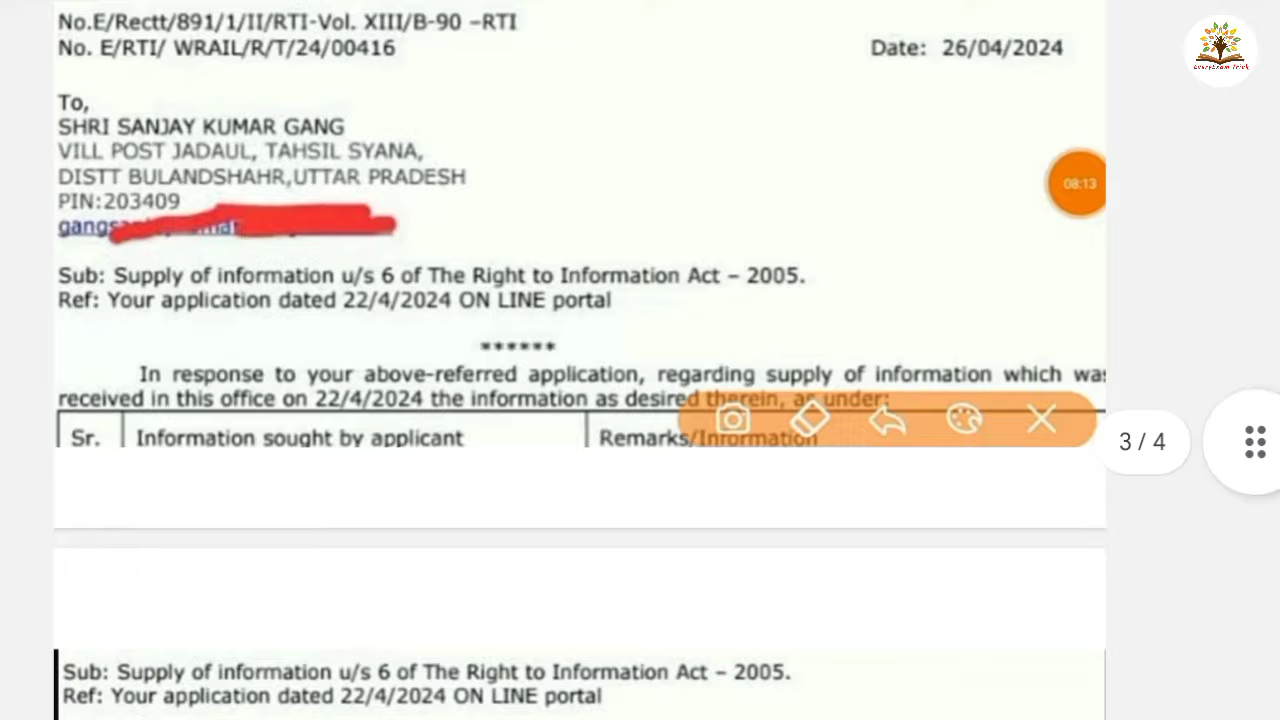 No.E/Rectt/891/1/II/RTI-Vol. XIII/B-90 –RTI
No. E/RTI/ WRAIL/R/T/24/00416
Date: 26/04/2024
EveryExam Trick
To,
SHRI SANJAY KUMAR GANG
VILL POST JADAUL, TAHSIL SYANA,
DISTT BULANDSHAHR,UTTAR PRADESH
PIN:203409
08:13
Sub: Supply of information u/s 6 of The Right to Information Act – 2005.
Ref: Your application dated 22/4/2024 ON LINE portal
******
In response to your above-referred application, regarding supply of information which was
received in this office on 22/4/2024 the information as desired therein, as under:
Sr. Information sought by applicant Remarks/Information
3 / 4
Sub: Supply of information u/s 6 of The Right to Information Act – 2005.
Ref: Your application dated 22/4/2024 ON LINE portal